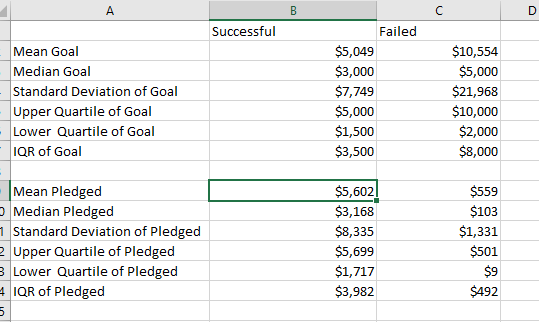 A B C D
Successful Failed
Mean Goal $5,049 $10,554
Median Goal $3,000 $5,000
Standard Deviation of Goal $7,749 $21,968
Upper Quartile of Goal $5,000 $10,000
Lower  Quartile of Goal $1,500 $2,000
IQR of Goal $3,500 $8,000
Mean Pledged $5,602 $559
Median Pledged $3,168 $103
Standard Deviation of Pledged $8,335 $1,331
Upper Quartile of Pledged $5,699 $501
Lower  Quartile of Pledged $1,717 $9
IQR of Pledged $3,982 $492